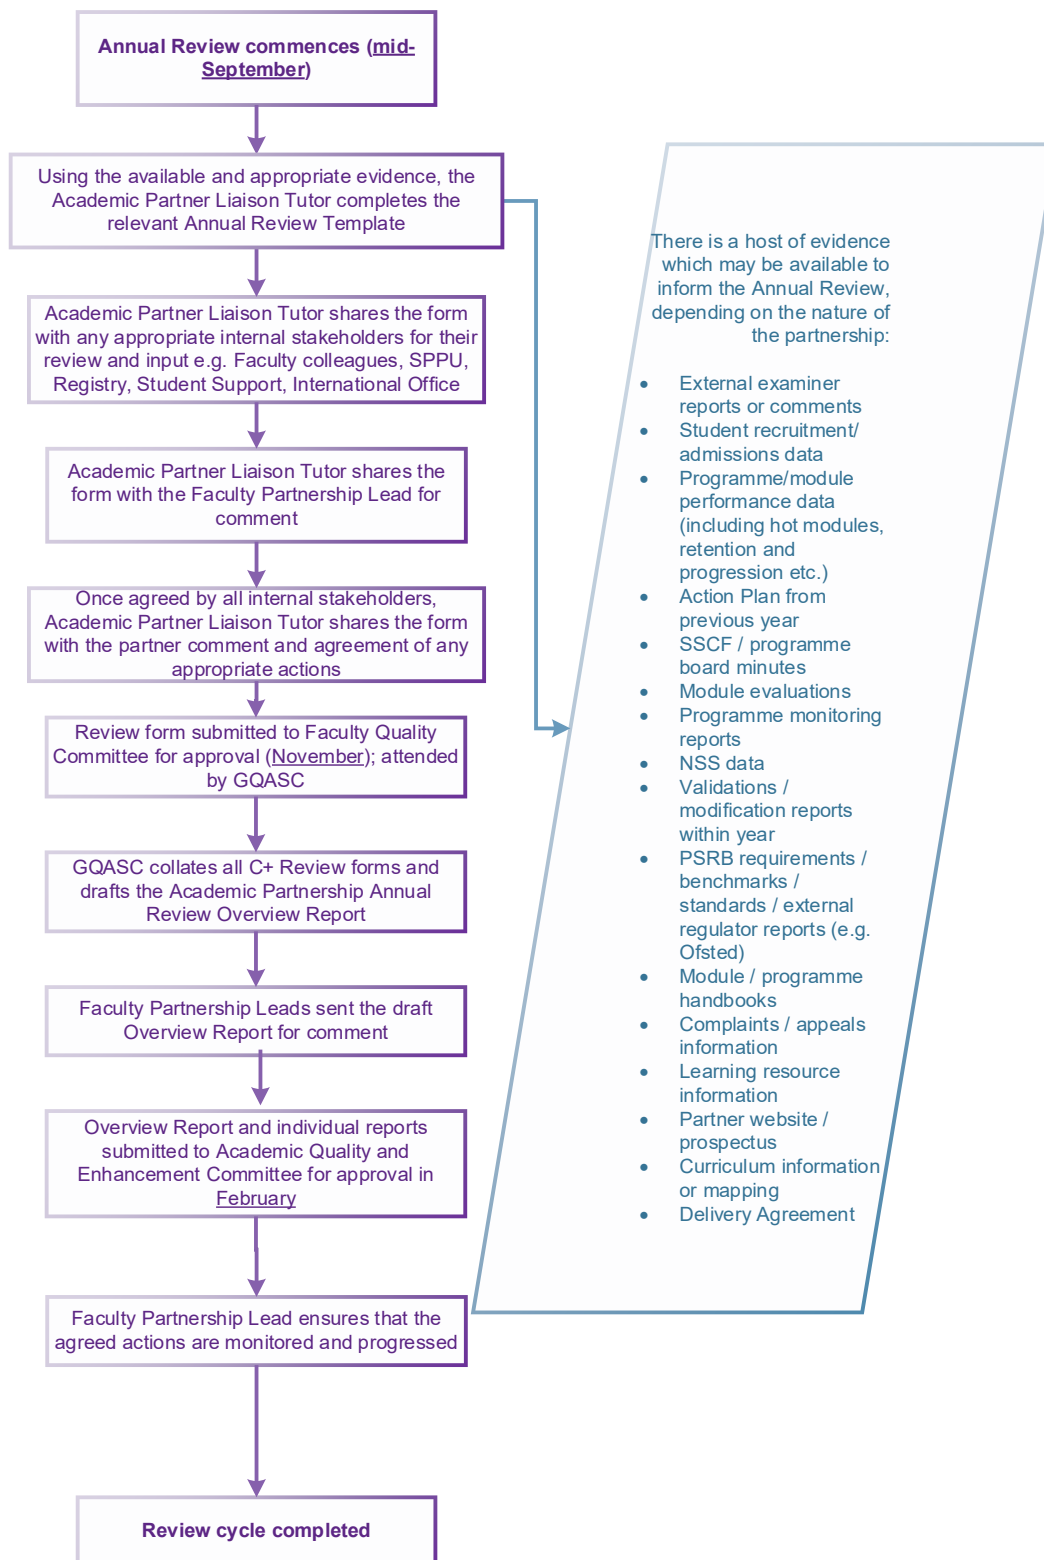 Annual Review commences (mid-
September)
Using the available and appropriate evidence, the
Academic Partner Liaison Tutor completes the
relevant Annual Review Template
Academic Partner Liaison Tutor shares the form
with any appropriate internal stakeholders for their
review and input e.g. Faculty colleagues, SPPU,
Registry, Student Support, International Office
Academic Partner Liaison Tutor shares the
form with the Faculty Partnership Lead for
comment
Once agreed by all internal stakeholders,
Academic Partner Liaison Tutor shares the form
with the partner comment and agreement of any
appropriate actions
Review form submitted to Faculty Quality
Committee for approval (November); attended
by GQASC
GQASC collates all C+ Review forms and
drafts the Academic Partnership Annual
Review Overview Report
Faculty Partnership Leads sent the draft
Overview Report for comment
Overview Report and individual reports
submitted to Academic Quality and
Enhancement Committee for approval in
February
Faculty Partnership Lead ensures that the
agreed actions are monitored and progressed
Review cycle completed
There is a host of evidence
which may be available to
inform the Annual Review,
depending on the nature of
the partnership:
• External examiner
reports or comments
• Student recruitment/
admissions data
• Programme/module
performance data
(including hot modules,
retention and
progression etc.)
• Action Plan from
previous year
• SSCF / programme
board minutes
• Module evaluations
• Programme monitoring
reports
• NSS data
• Validations /
modification reports
within year
• PSRB requirements /
benchmarks /
standards / external
regulator reports (e.g.
Ofsted)
• Module / programme
handbooks
• Complaints / appeals
information
• Learning resource
information
• Partner website /
prospectus
• Curriculum information
or mapping
• Delivery Agreement